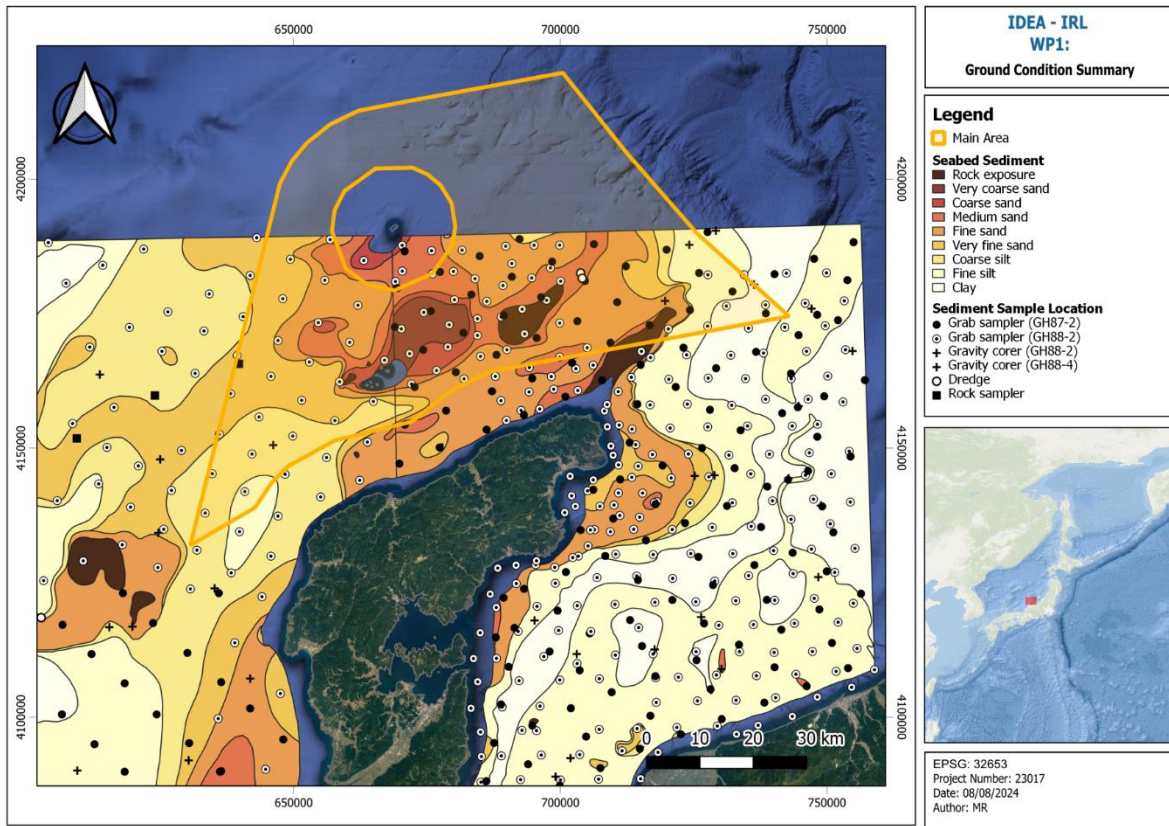 650000
700000
750000
4200000
4150000
4100000
4200000
4150000
4100000
0 10 20 30 km
650000
700000
750000
IDEA - IRL
WP1:
Ground Condition Summary
Legend
Main Area
Seabed Sediment
Rock exposure
Very coarse sand
Coarse sand
Medium sand
Fine sand
Very fine sand
Coarse silt
Fine silt
Clay
Sediment Sample Location
Grab sampler (GH87-2)
Grab sampler (GH88-2)
Gravity corer (GH88-2)
Gravity corer (GH88-4)
Dredge
Rock sampler
EPSG: 32653
Project Number: 23017
Date: 08/08/2024
Author: MR